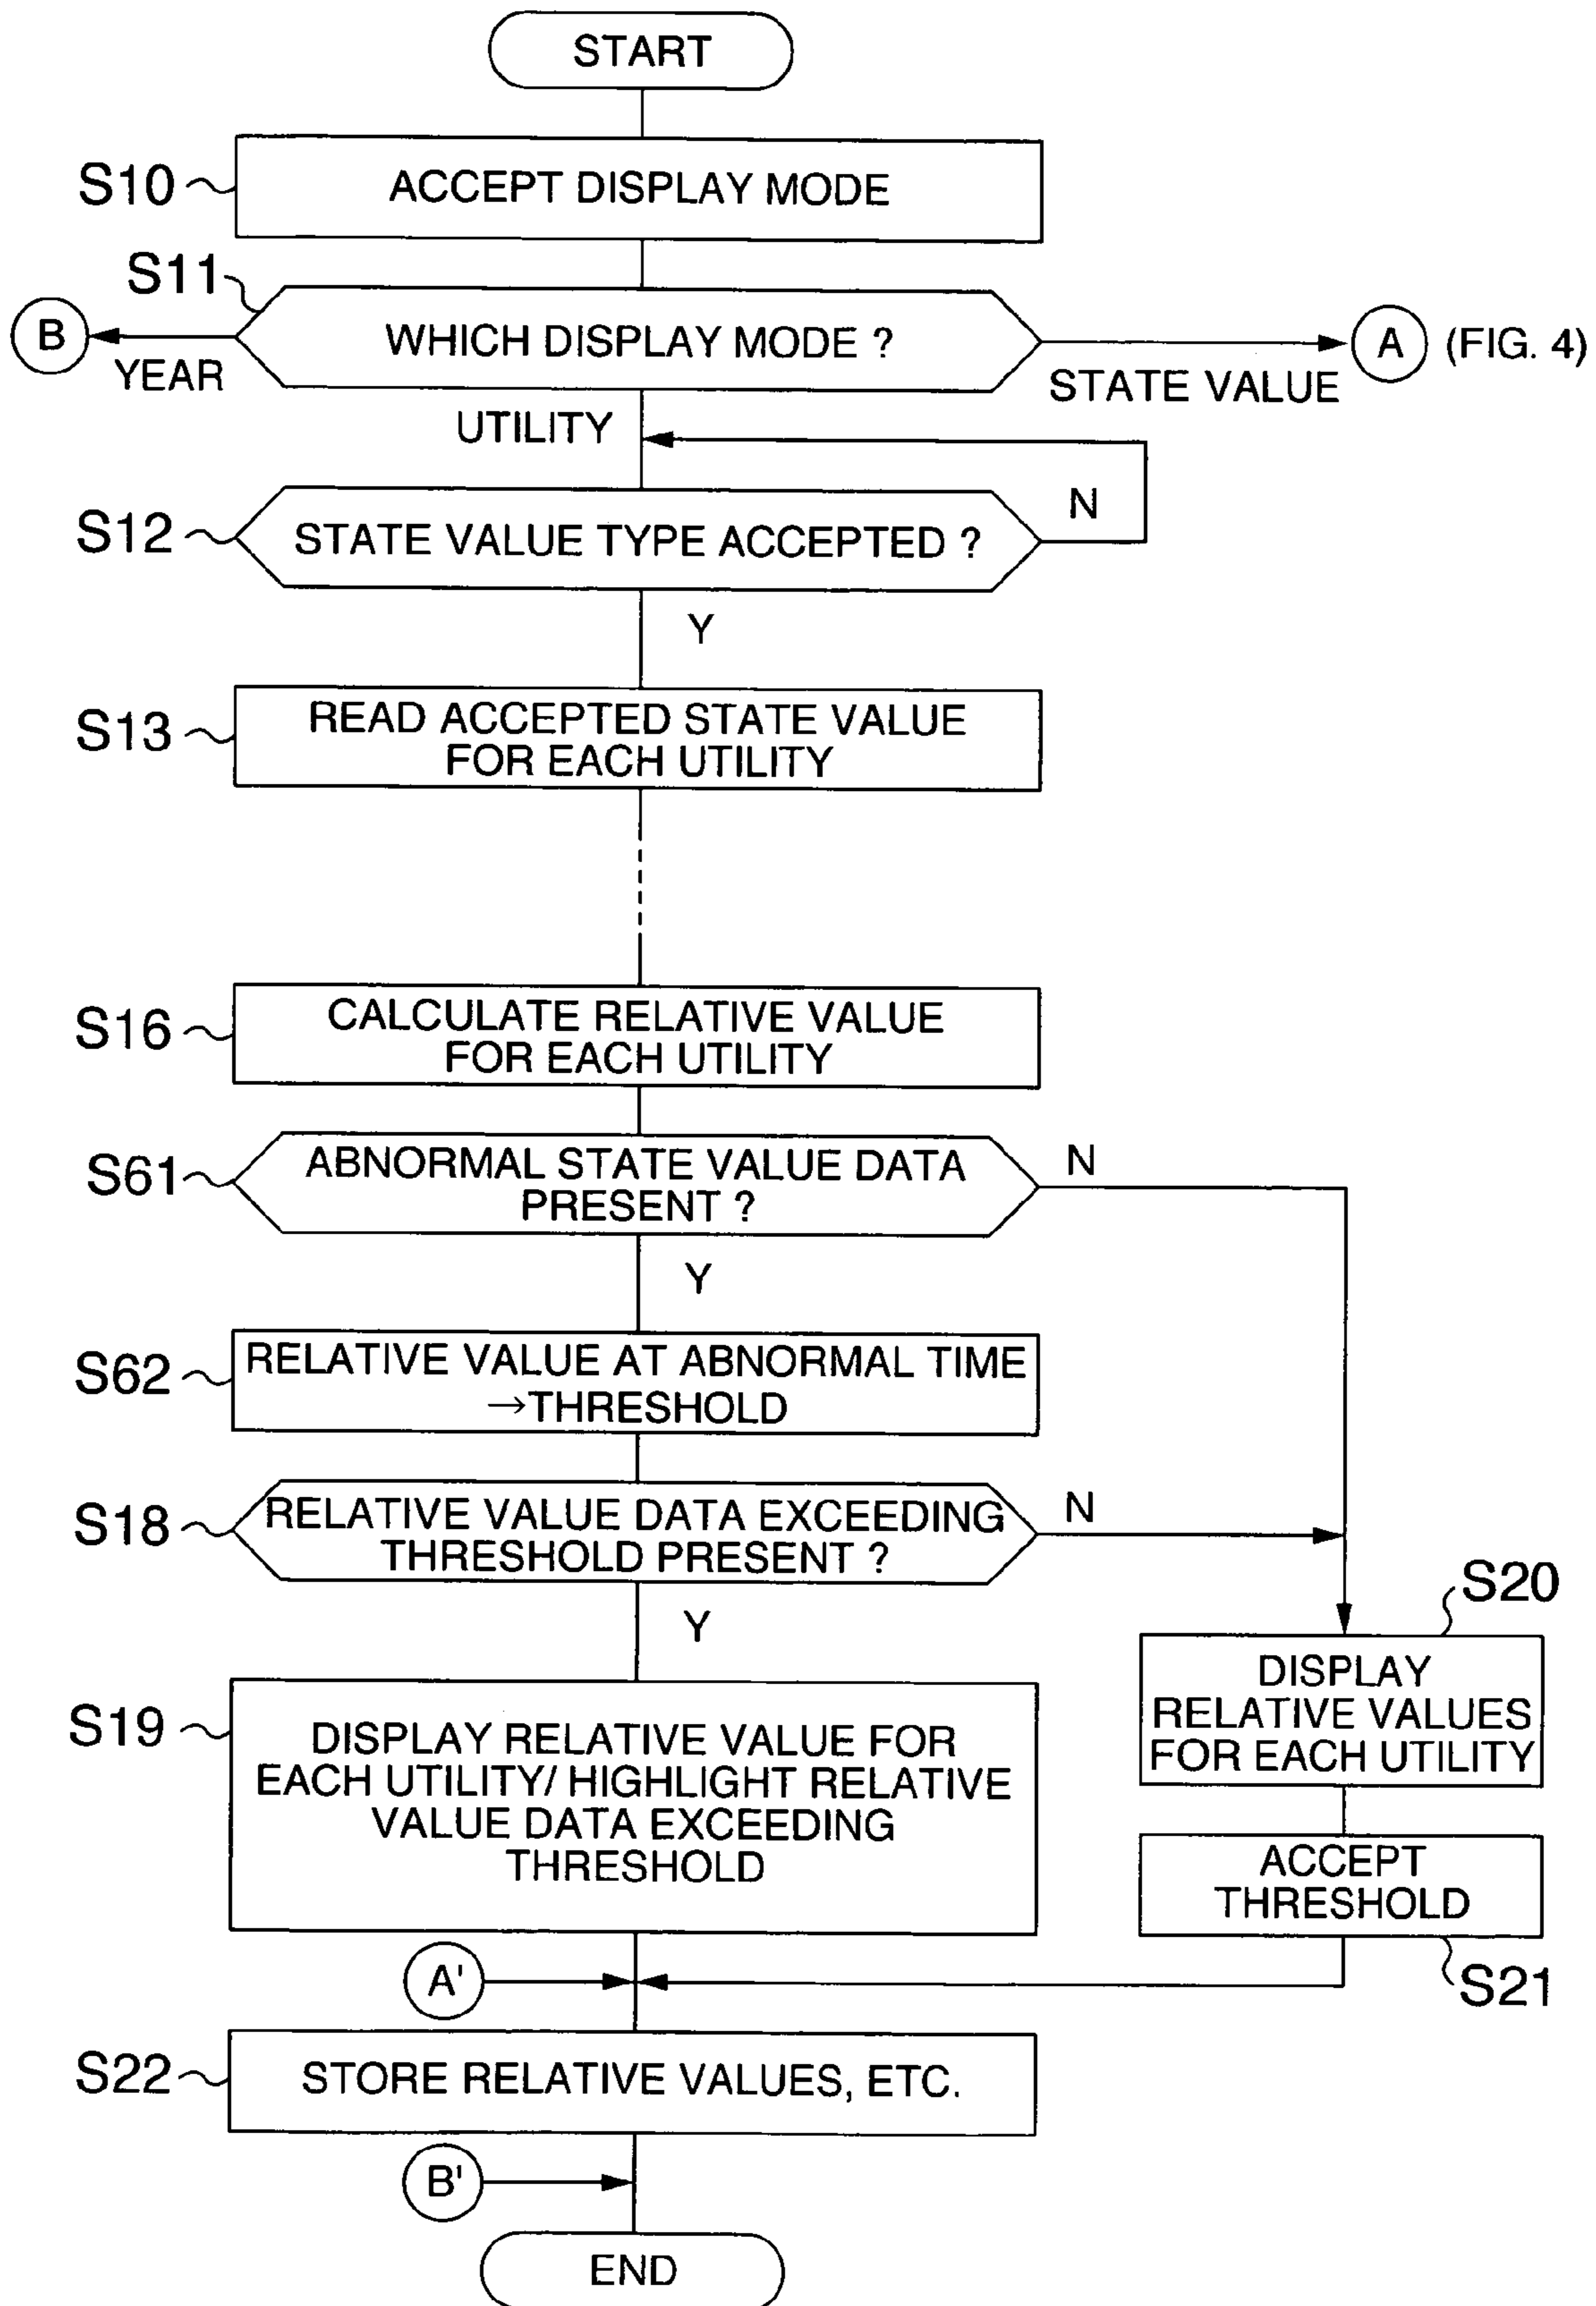 START
S10
ACCEPT DISPLAY MODE
S11
B
WHICH DISPLAY MODE ?
A
(FIG. 4)
YEAR
STATE VALUE
UTILITY
S12
STATE VALUE TYPE ACCEPTED ?
N
Y
S13
READ ACCEPTED STATE VALUE
FOR EACH UTILITY
S16
CALCULATE RELATIVE VALUE
FOR EACH UTILITY
S61
ABNORMAL STATE VALUE DATA
PRESENT ?
N
Y
S62
RELATIVE VALUE AT ABNORMAL TIME
→THRESHOLD
S18
RELATIVE VALUE DATA EXCEEDING
THRESHOLD PRESENT ?
N
Y
S20
DISPLAY
RELATIVE VALUES
FOR EACH UTILITY
S19
DISPLAY RELATIVE VALUE FOR
EACH UTILITY/ HIGHLIGHT RELATIVE
VALUE DATA EXCEEDING
THRESHOLD
ACCEPT
THRESHOLD
S21
A'
S22
STORE RELATIVE VALUES, ETC.
B'
END